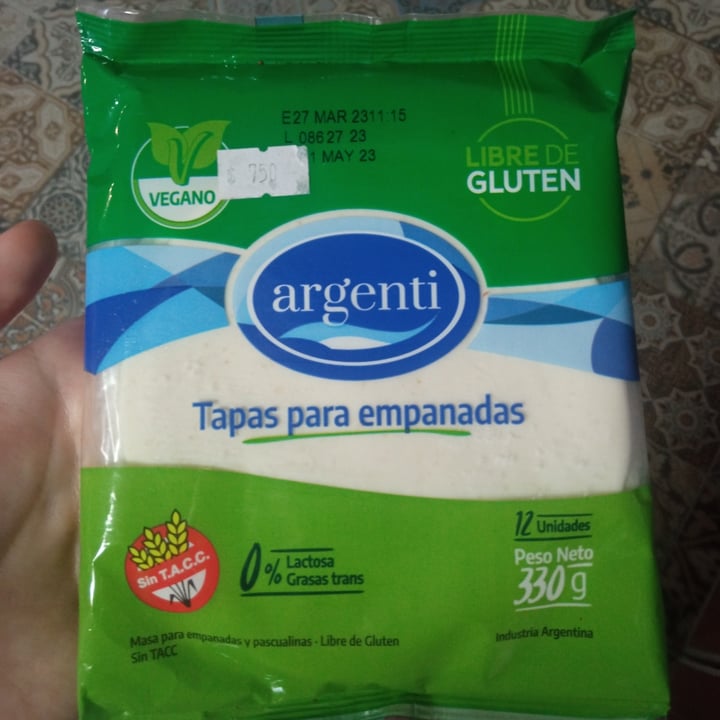 E27 MAR 2311:15
L 08627 23
1 MAY 23
$ 750
VEGANO
LIBRE DE
GLUTEN
argenti
Tapas para empanadas
Sin T.A.C.C.
0% Lactosa
Grasas trans
12 Unidades
Peso Neto
330 g
Masa para empanadas y pascualinas - Libre de Gluten
Sin TACC
Industria Argentina